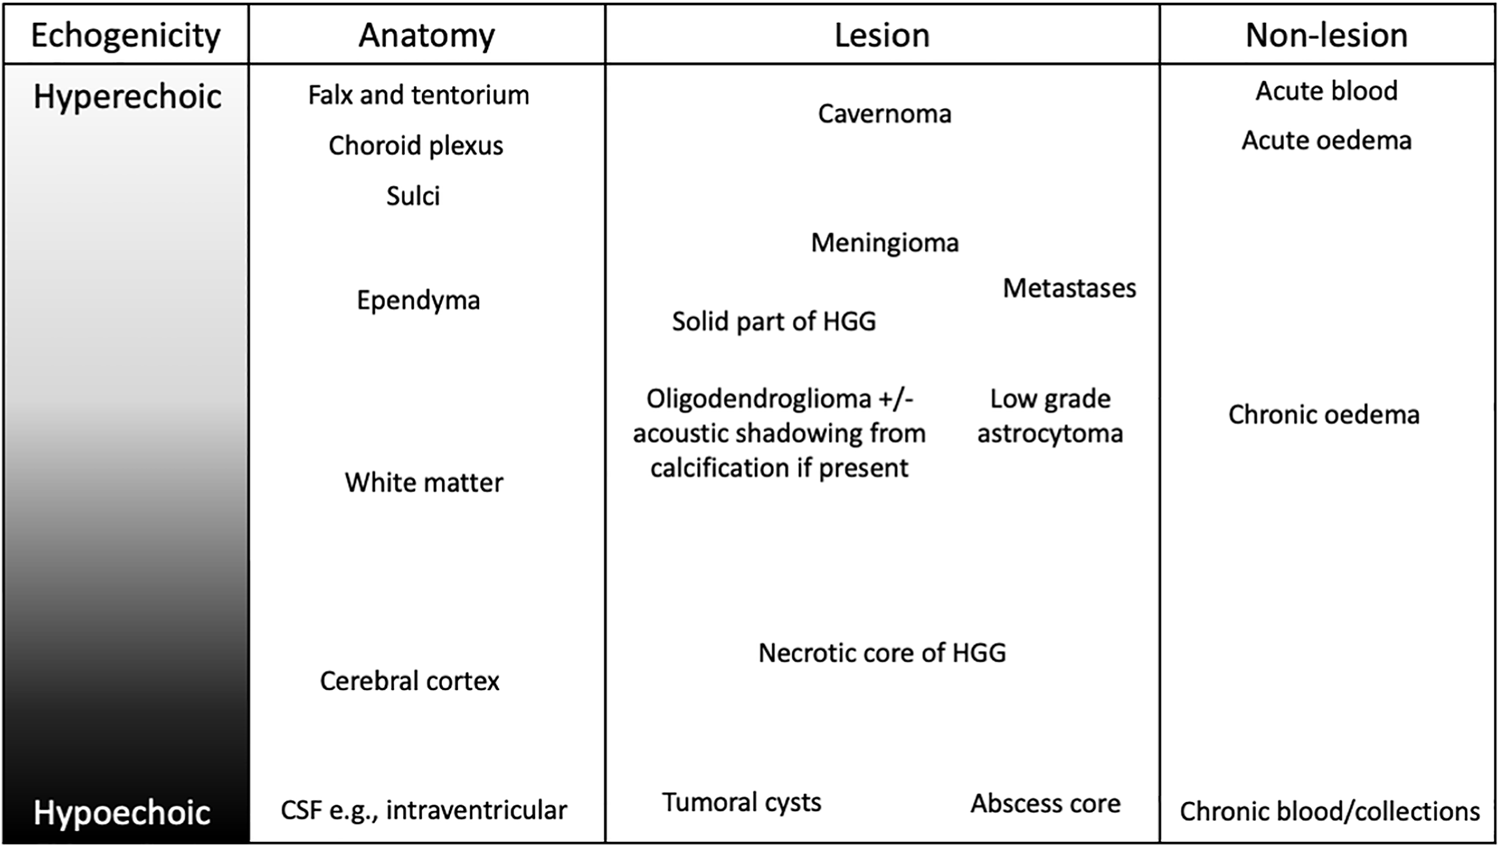 Echogenicity
Anatomy
Lesion
Non-lesion
Hyperechoic
Falx and tentorium
Cavernoma
Acute blood
Choroid plexus
Acute oedema
Sulci
Meningioma
Ependyma
Metastases
Solid part of HGG
Oligodendroglioma +/-
acoustic shadowing from
calcification if present
Low grade
astrocytoma
Chronic oedema
White matter
Necrotic core of HGG
Cerebral cortex
Hypoechoic
CSF e.g., intraventricular
Tumoral cysts
Abscess core
Chronic blood/collections